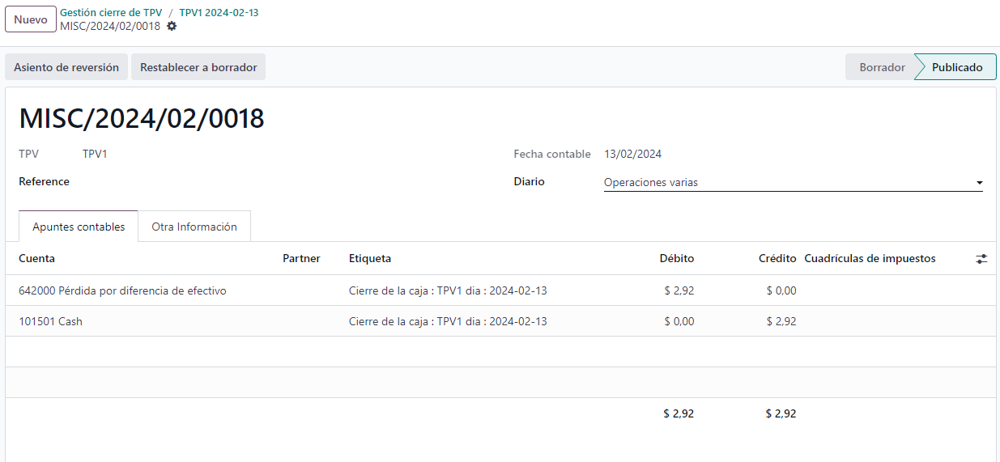 Nuevo
Gestión cierre de TPV / TPV1 2024-02-13
MISC/2024/02/0018
Asiento de reversión
Restablecer a borrador
Borrador
Publicado
MISC/2024/02/0018
TPV TPV1
Fecha contable 13/02/2024
Reference
Diario Operaciones varias
Apuntes contables
Otra Información
Cuenta Partner Etiqueta Débito Crédito Cuadrículas de impuestos
642000 Pérdida por diferencia de efectivo Cierre de la caja : TPV1 dia : 2024-02-13 $ 2,92 $ 0,00
101501 Cash Cierre de la caja : TPV1 dia : 2024-02-13 $ 0,00 $ 2,92
$ 2,92 $ 2,92